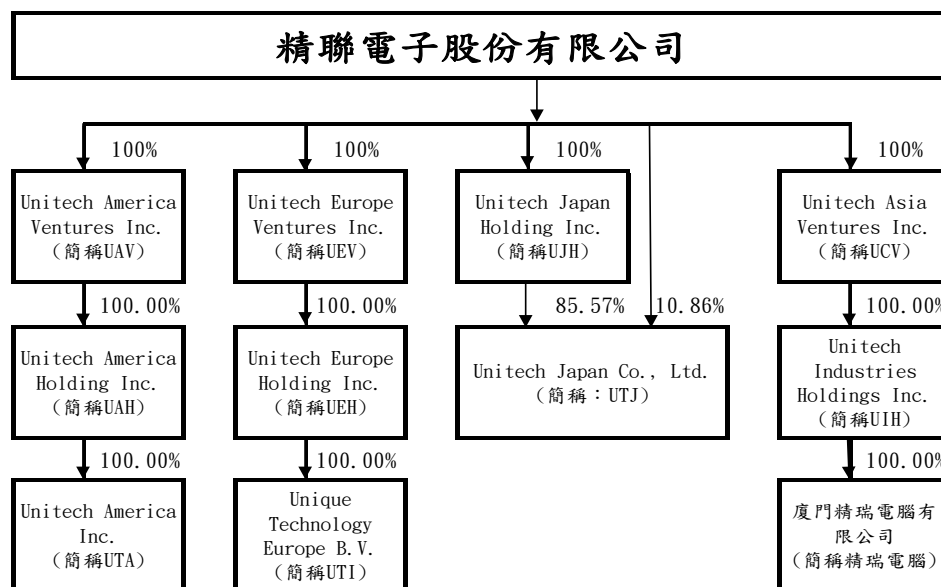 精聯電子股份有限公司
100%
100%
100%
100%
Unitech America
Ventures Inc.
(簡稱UAV)
Unitech Europe
Ventures Inc.
(簡稱UEV)
Unitech Japan
Holding Inc.
(簡稱UJH)
Unitech Asia
Ventures Inc.
(簡稱UCV)
100.00%
100.00%
85.57%
10.86%
100.00%
Unitech America
Holding Inc.
(簡稱UAH)
Unitech Europe
Holding Inc.
(簡稱UEH)
Unitech Japan Co., Ltd.
(簡稱：UTJ)
Unitech
Industries
Holdings Inc.
(簡稱UIH)
100.00%
100.00%
100.00%
Unitech America
Inc.
(簡稱UTA)
Unique
Technology
Europe B.V.
(簡稱UTI)
廈門精瑞電腦有
限公司
(簡稱精瑞電腦)